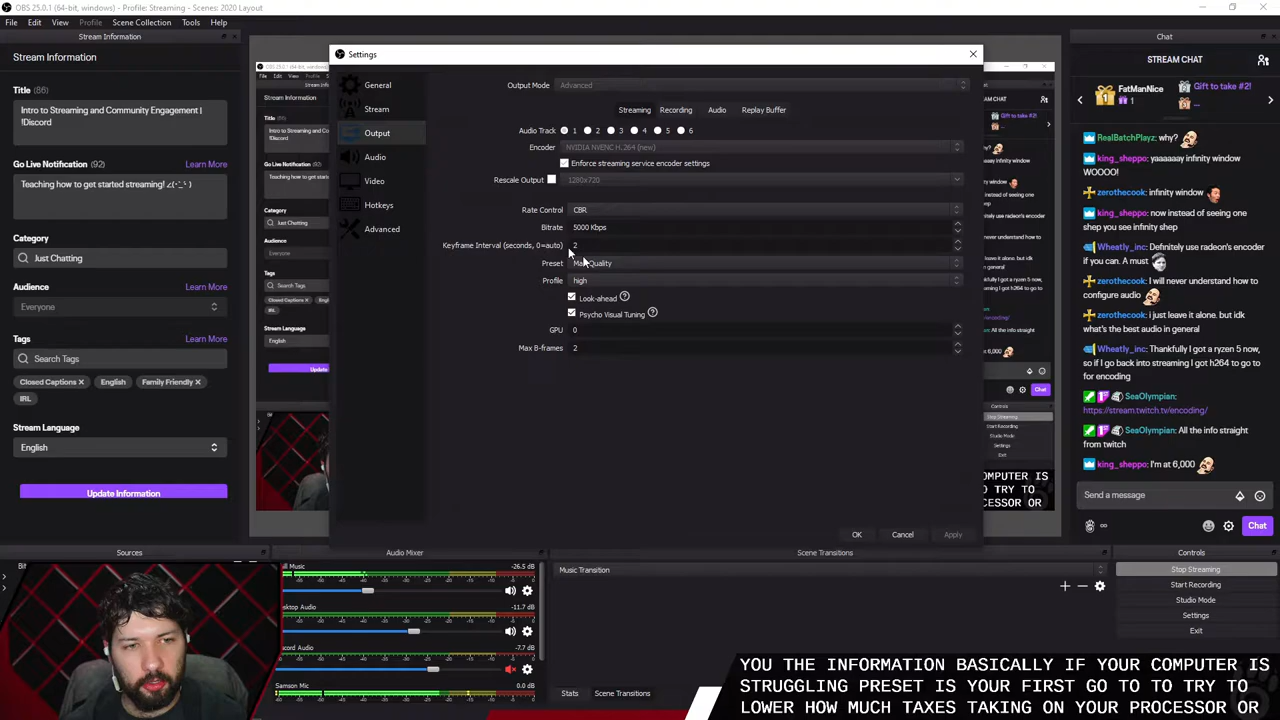 OBS 25.0.1 (64-bit, windows) - Profile: Streaming - Scenes: 2020 Layout
File Edit View Profile Scene Collection Tools Help
Stream Information
Stream Information
Title (86)
Intro to Streaming and Community Engagement |
!Discord
Go Live Notification (92)
Learn More
Teaching how to get started streaming!
Category
Learn More
Just Chatting
Audience
Learn More
Everyone
Tags
Learn More
Search Tags
Closed Captions
English
Family Friendly
IRL
Stream Language
English
Update Information
Settings
General
Stream
Output
Audio
Video
Hotkeys
Advanced
Output Mode
Advanced
Streaming Recording Audio Replay Buffer
Audio Track 1 2 3 4 5 6
Encoder NVIDIA NVENC H.264 (new)
Enforce streaming service encoder settings
Rescale Output 1280x720
Rate Control CBR
Bitrate 5000 Kbps
Keyframe Interval (seconds, 0=auto) 2
Preset Max Quality
Profile high
Look-ahead
Psycho Visual Tuning
GPU 0
Max B-frames 2
OK Cancel Apply
Chat
STREAM CHAT
FatManNice
1
Gift to take #2!
...
RealBatchPlayz: why?
king_sheppo: yaaaaay infinity window
WOOOO!
zerothecook: infinity window
king_sheppo: now instead of seeing one
shep you see infinity shep
Wheatly_inc: Definitely use radeon's encoder
if you can. A must
zerothecook: i will never understand how to
configure audio
zerothecook: i just leave it alone. but idk
what's the best audio in general
Wheatly_inc: Thankfully I got a ryzen 5 now,
so if I go back into streaming I got h264 to go to
for encoding
SeaOlympian:
https://stream.twitch.tv/encoding/
SeaOlympian: All the info straight
from twitch
king_sheppo: I'm at 6,000
Send a message
Chat
Sources
Audio Mixer
-26.5 dB
-11.7 dB
-7.7 dB
Samson Mic
0.0 dB
Scene Transitions
Music Transition
Stats
Scene Transitions
Controls
Stop Streaming
Start Recording
Studio Mode
Settings
Exit
YOU THE INFORMATION BASICALLY IF YOUR COMPUTER IS
STRUGGLING PRESET IS YOUR FIRST GO TO TO TRY TO
LOWER HOW MUCH TAXES TAKING ON YOUR PROCESSOR OR